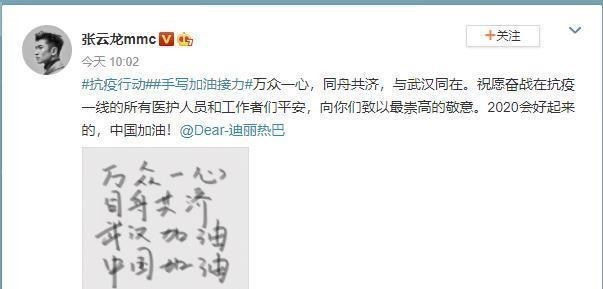 张云龙mmc
+关注
今天 10:02
#抗疫行动##手写加油接力#万众一心，同舟共济，与武汉同在。祝愿奋战在抗疫
一线的所有医护人员和工作者们平安，向你们致以最崇高的敬意。2020会好起来
的，中国加油！@Dear-迪丽热巴
万众一心
同舟共济
武汉加油
中国加油